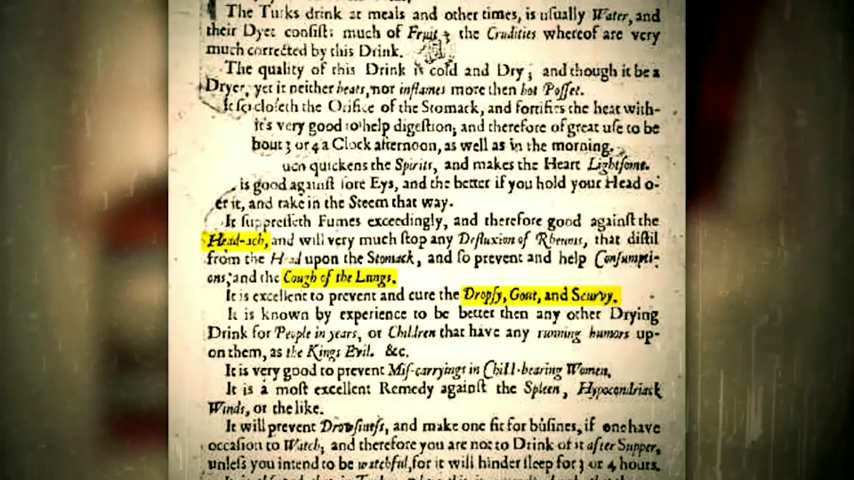 The Turks drink at meals and other times, is usually Water, and
their Dyet consists much of Fruit; the Crudities whereof are very
much corrected by this Drink.
The quality of this Drink is cold and Dry; and though it be a
Dryer, yet it neither heats, nor inflames more then hot Posset.
closeth the Orifice of the Stomack, and fortifies the heat with-
it's very good to help digestion; and therefore of great use to be
bout 3 or 4 a Clock afternoon, as well as in the morning.
quickens the Spirits, and makes the Heart Lightsome.
is good against sore Eys, and the better if you hold your Head o-
er it, and take in the Steem that way.
It suppresseth Fumes exceedingly, and therefore good against the
Head-ach, and will very much stop any Defluxion of Rheums, that distil
from the Head upon the Stomack, and so prevent and help Consumpti-
ons; and the Cough of the Lungs.
It is excellent to prevent and cure the Dropsy, Gout, and Scurvy.
It is known by experience to be better then any other Drying
Drink for People in years, or Children that have any running humors up-
on them, as the Kings Evil. &c.
It is very good to prevent Mis-carryings in Child-bearing Women.
It is a most excellent Remedy against the Spleen, Hypocondriack
Winds, or the like.
It will prevent Drowsiness, and make one fit for busines, if one have
occasion to Watch; and therefore you are not to Drink of it after Supper,
unless you intend to be watchful, for it will hinder sleep for 3 or 4 hours.